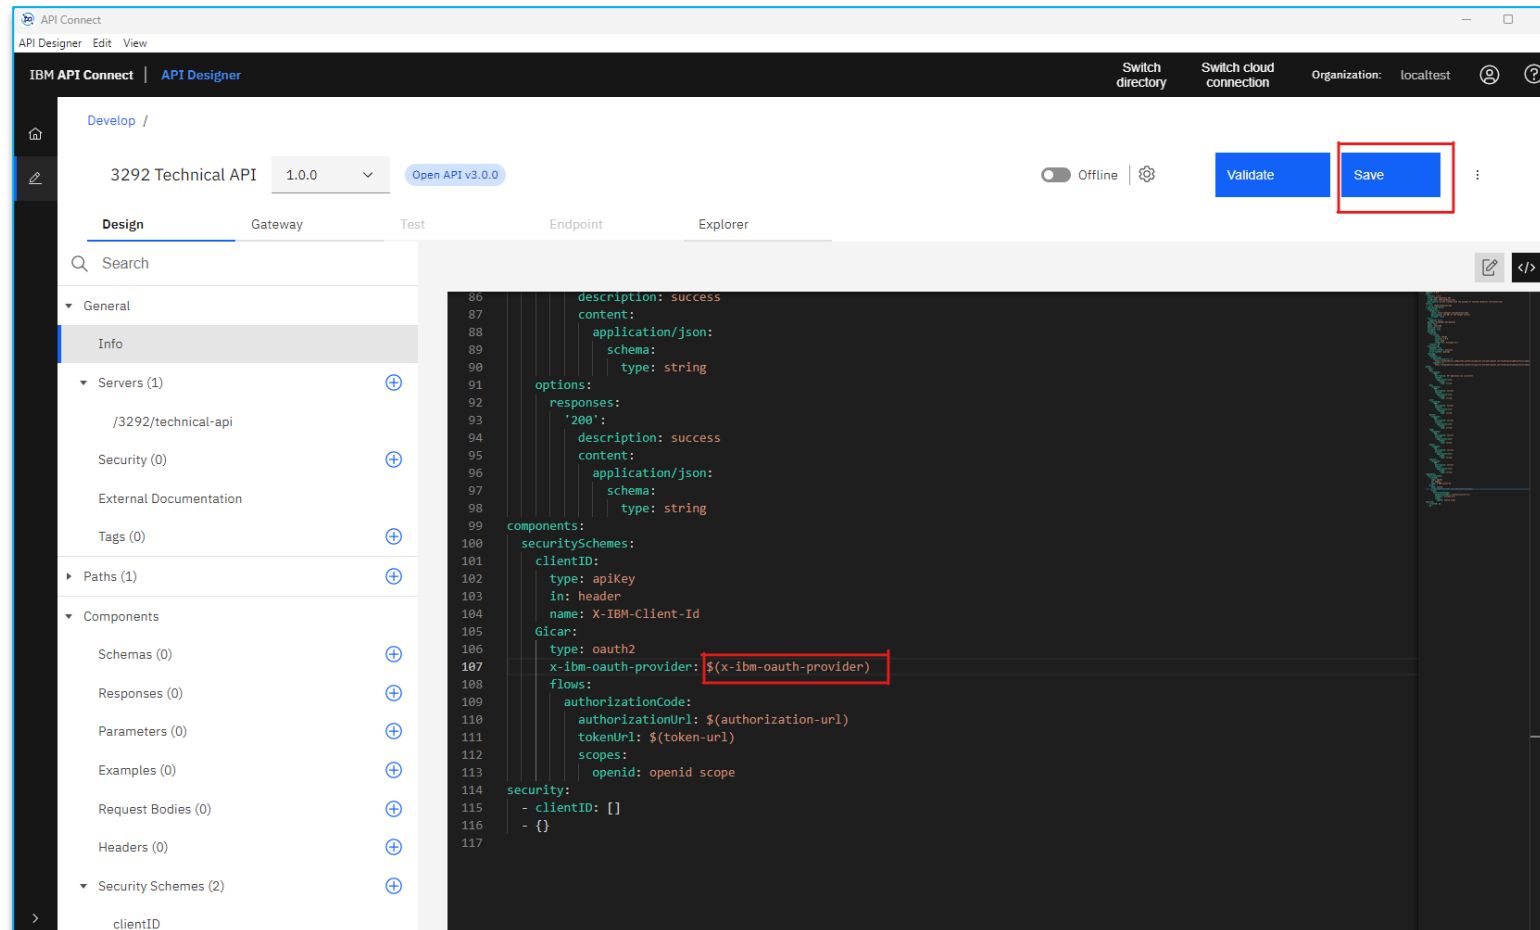 API Connect
API Designer Edit View
IBM API Connect | API Designer
Switch directory
Switch cloud connection
Organization: localtest
Develop /
3292 Technical API 1.0.0 Open API v3.0.0
Offline
Validate
Save
Design Gateway Test Endpoint Explorer
Search
General
Info
Servers (1)
/3292/technical-api
Security (0)
External Documentation
Tags (0)
Paths (1)
Components
Schemas (0)
Responses (0)
Parameters (0)
Examples (0)
Request Bodies (0)
Headers (0)
Security Schemes (2)
clientID
</>
86 description: success
87 content:
88 application/json:
89 schema:
90 type: string
91 options:
92 responses:
93 '200':
94 description: success
95 content:
96 application/json:
97 schema:
98 type: string
99 components:
100 securitySchemes:
101 clientID:
102 type: apiKey
103 in: header
104 name: X-IBM-Client-Id
105 Gicar:
106 type: oauth2
107 x-ibm-oauth-provider: $(x-ibm-oauth-provider)
108 flows:
109 authorizationCode:
110 authorizationUrl: $(authorization-url)
111 tokenUrl: $(token-url)
112 scopes:
113 openid: openid scope
114 security:
115 - clientID: []
116 - {}
117